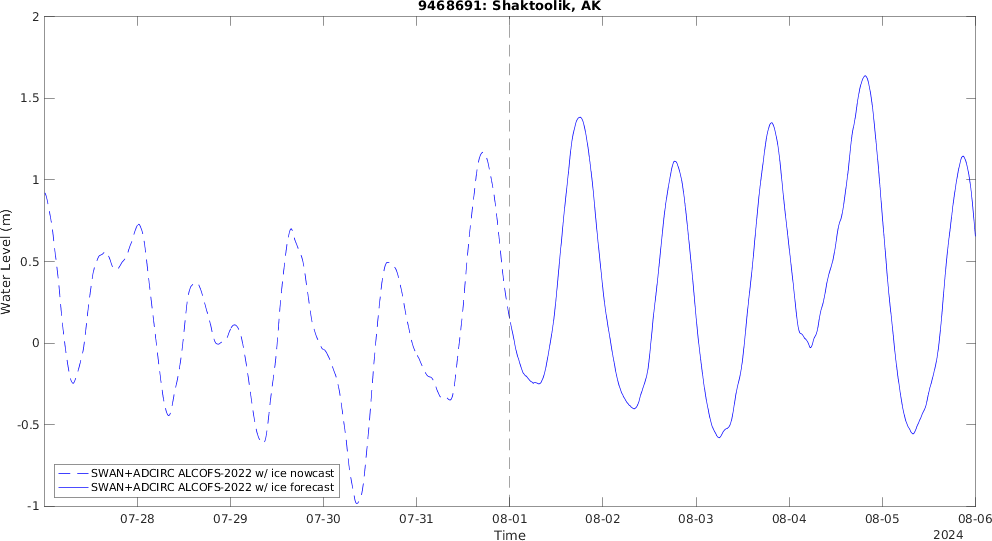 9468691: Shaktoolik, AK
2
1.5
1
0.5
0
-0.5
-1
Water Level (m)
SWAN+ADCIRC ALCOFS-2022 w/ ice nowcast
SWAN+ADCIRC ALCOFS-2022 w/ ice forecast
07-28 07-29 07-30 07-31 08-01 08-02 08-03 08-04 08-05 08-06
Time
2024